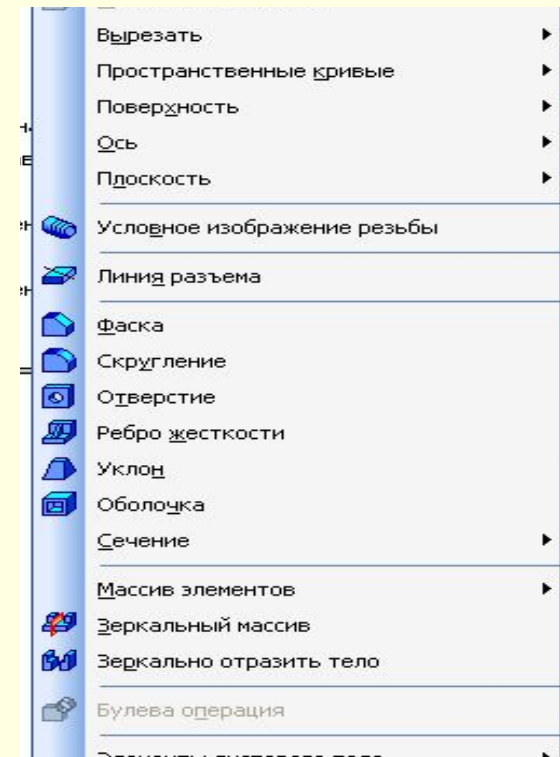 Вырезать
Пространственные кривые
Поверхность
Ось
Плоскость
Условное изображение резьбы
Линия разъема
Фаска
Скругление
Отверстие
Ребро жесткости
Уклон
Оболочка
Сечение
Массив элементов
Зеркальный массив
Зеркально отразить тело
Булева операция